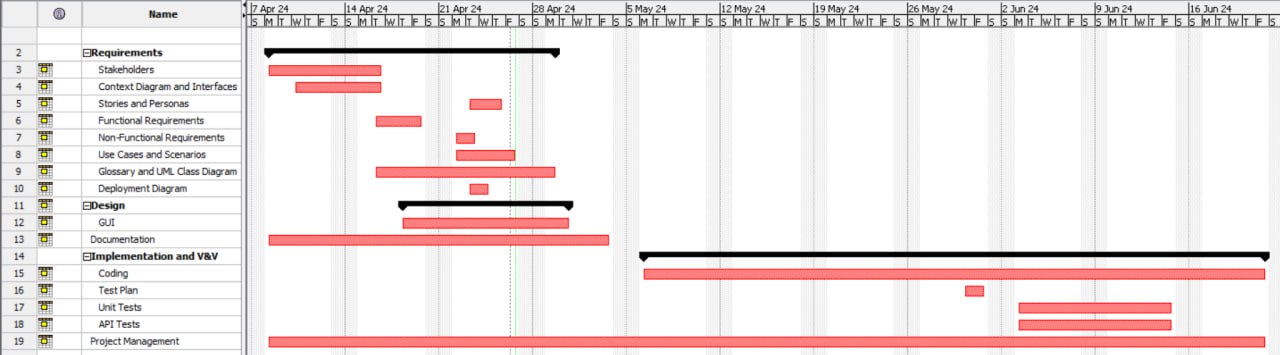 Name
7 Apr 24 14 Apr 24 21 Apr 24 28 Apr 24 5 May 24 12 May 24 19 May 24 26 May 24 2 Jun 24 9 Jun 24 16 Jun 24
S M T W T F S S M T W T F S S M T W T F S S M T W T F S S M T W T F S S M T W T F S S M T W T F S S M T W T F S S M T W T F S S M T W T F S S M T W T F S
2 Requirements
3 Stakeholders
4 Context Diagram and Interfaces
5 Stories and Personas
6 Functional Requirements
7 Non-Functional Requirements
8 Use Cases and Scenarios
9 Glossary and UML Class Diagram
10 Deployment Diagram
11 Design
12 GUI
13 Documentation
14 Implementation and V&V
15 Coding
16 Test Plan
17 Unit Tests
18 API Tests
19 Project Management